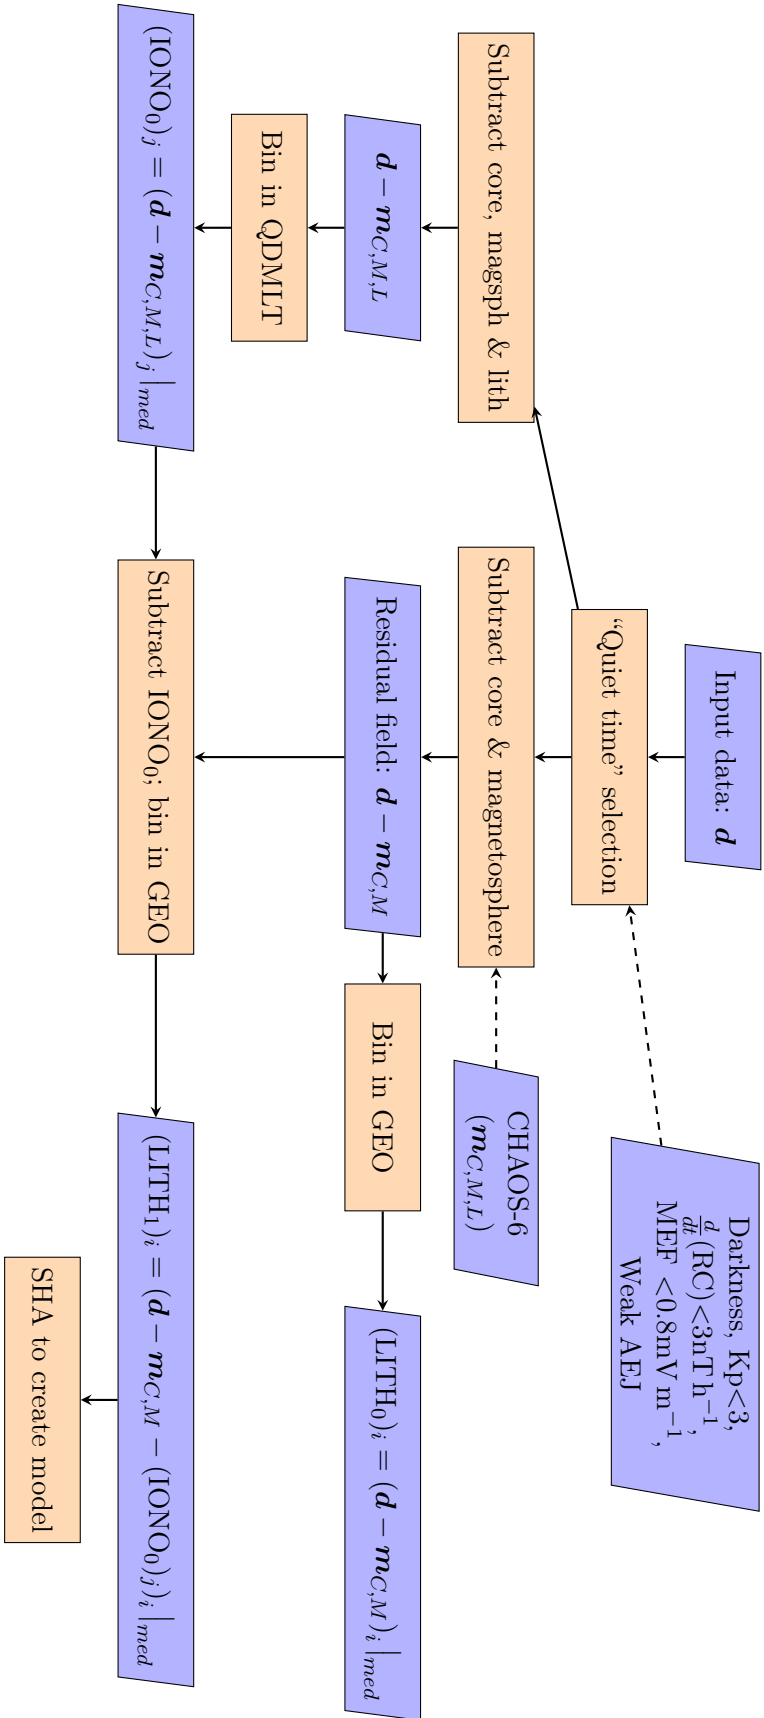 Input data: d
“Quiet time” selection
Darkness, Kp<3,
d/dt(RC)<3nT h⁻¹,
MEF <0.8mV m⁻¹,
Weak AEJ
Subtract core, magsph & lith
Subtract core & magnetosphere
CHAOS-6
(m_{C,M,L})
d − m_{C,M,L}
Residual field: d − m_{C,M}
Bin in GEO
(LITH₀)ᵢ = (d − m_{C,M})ᵢ|_{med}
Bin in QDMLT
(IONO₀)ⱼ = (d − m_{C,M,L})ⱼ|_{med}
Subtract IONO₀; bin in GEO
(LITH₁)ᵢ = (d − m_{C,M} − (IONO₀)ⱼ)ᵢ|_{med}
SHA to create model